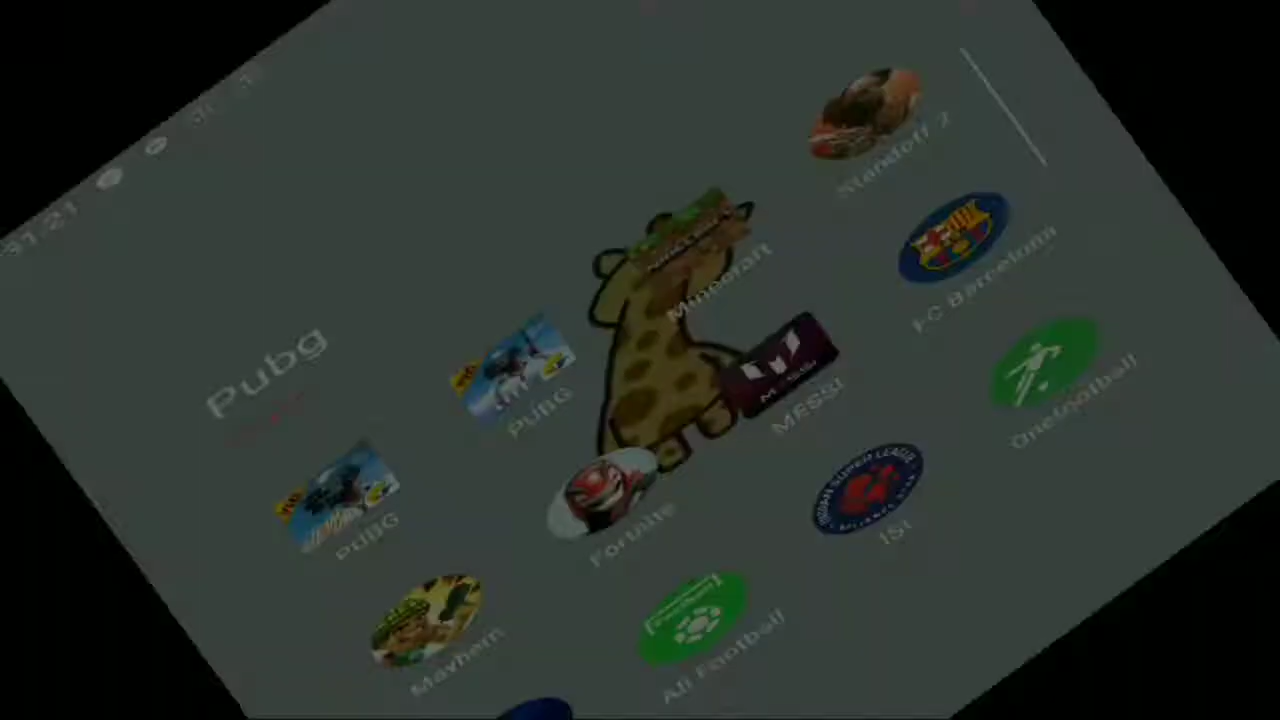 Pubg
PUBG
Minecraft
Standoff 2
PUBG
Fortnite
MESSI
FC Barcelona
Mayhem
All Football
ISL
Onefootball